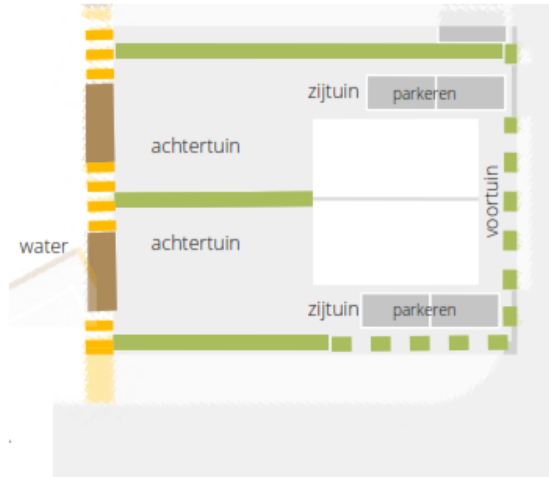 zijtuin
parkeren
achtertuin
voortuin
water
achtertuin
zijtuin
parkeren